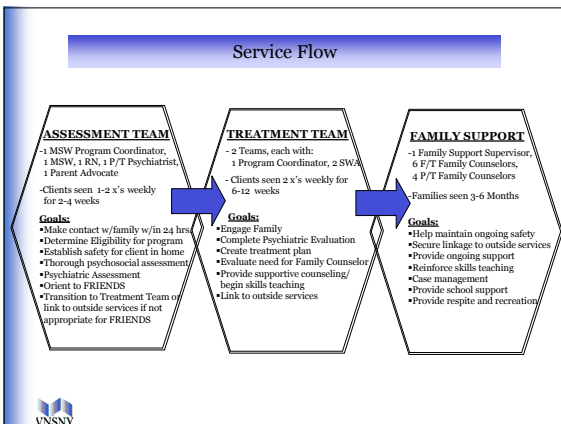 Service Flow
ASSESSMENT TEAM
-1 MSW Program Coordinator,
1 MSW, 1 RN, 1 P/T Psychiatrist,
1 Parent Advocate
-Clients seen 1-2 x's weekly
for 2-4 weeks
Goals:
▪Make contact w/family w/in 24 hrs
▪Determine Eligibility for program
▪Establish safety for client in home
▪Thorough psychosocial assessment
▪Psychiatric Assessment
▪Orient to FRIENDS
▪Transition to Treatment Team or
link to outside services if not
appropriate for FRIENDS
TREATMENT TEAM
- 2 Teams, each with:
1 Program Coordinator, 2 SWA
- Clients seen 2 x's weekly for
6-12 weeks
Goals:
▪Engage Family
▪Complete Psychiatric Evaluation
▪Create treatment plan
▪Evaluate need for Family Counselor
▪Provide supportive counseling/
begin skills teaching
▪Link to outside services
FAMILY SUPPORT
-1 Family Support Supervisor,
6 F/T Family Counselors,
4 P/T Family Counselors
-Families seen 3-6 Months
Goals:
▪Help maintain ongoing safety
▪Secure linkage to outside services
▪Provide ongoing support
▪Reinforce skills teaching
▪Case management
▪Provide school support
▪Provide respite and recreation
VNSNY